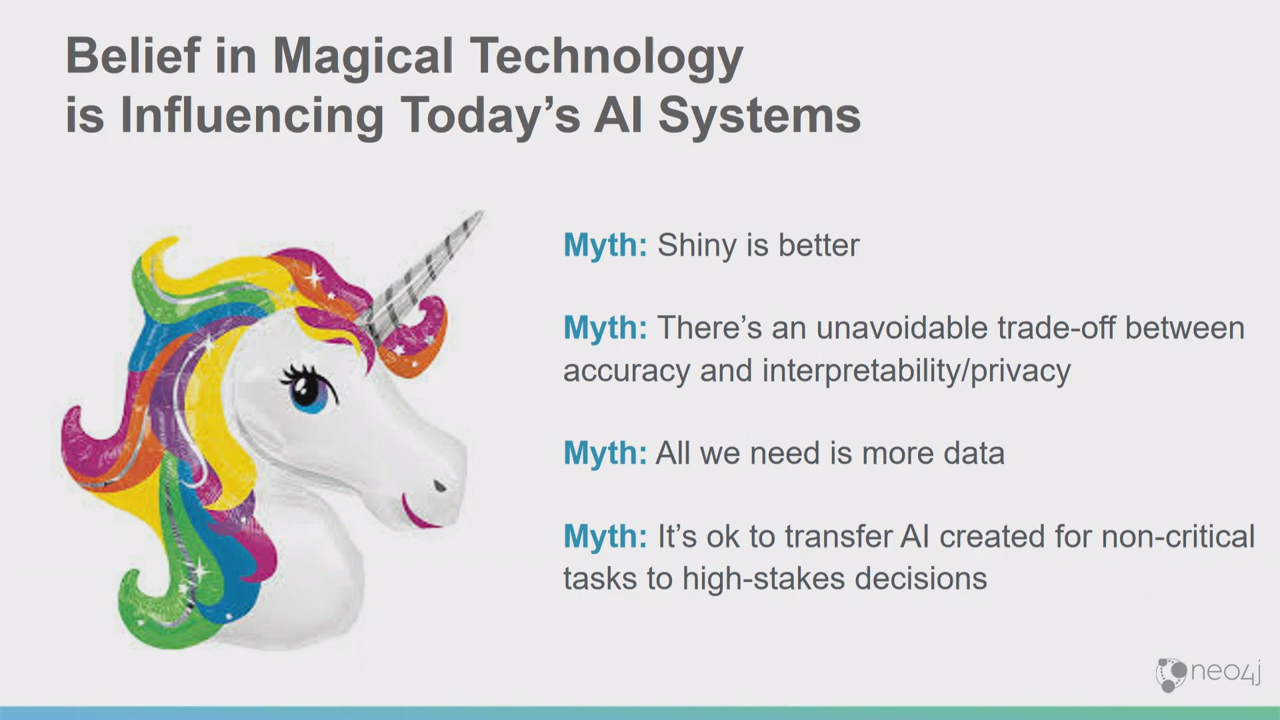 Belief in Magical Technology
is Influencing Today’s AI Systems
Myth: Shiny is better
Myth: There’s an unavoidable trade-off between
accuracy and interpretability/privacy
Myth: All we need is more data
Myth: It’s ok to transfer AI created for non-critical
tasks to high-stakes decisions
neo4j